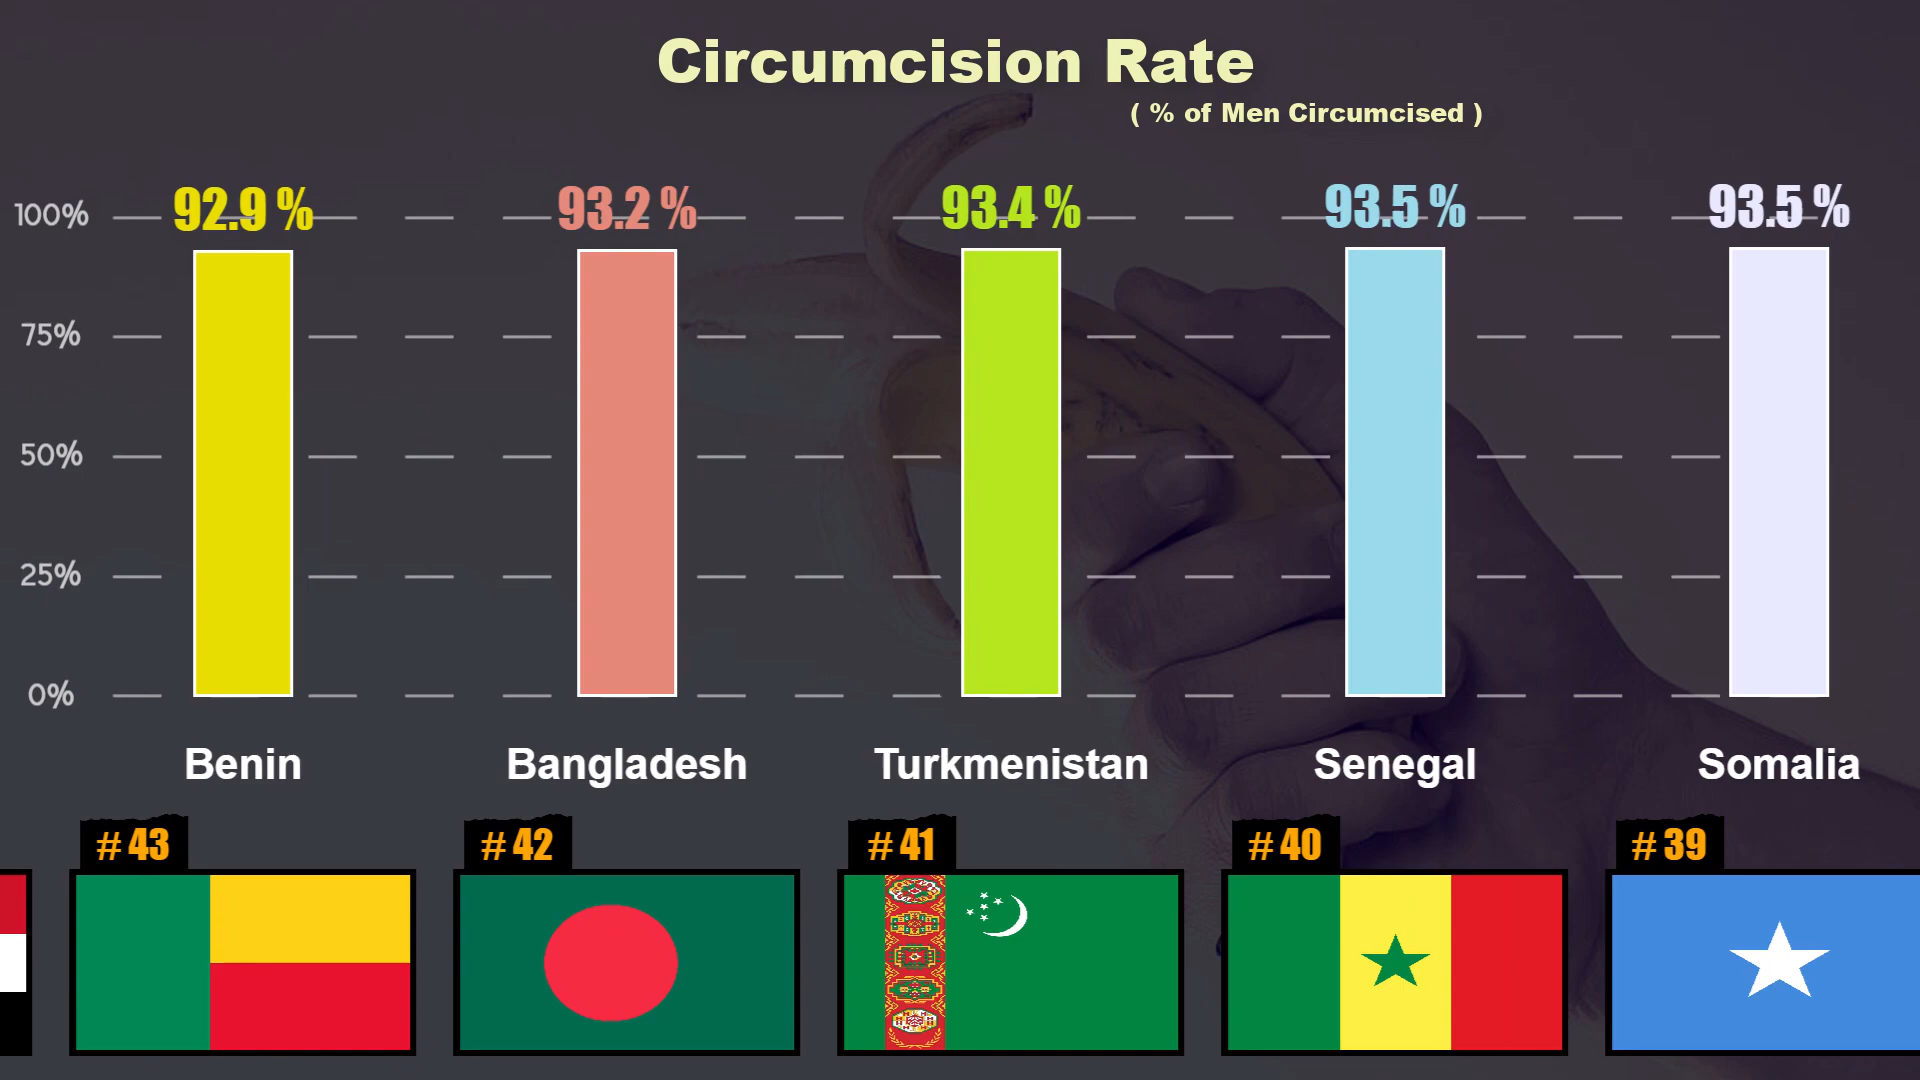 Circumcision Rate
( % of Men Circumcised )
92.9 %
93.2 %
93.4 %
93.5 %
93.5 %
100%
75%
50%
25%
0%
Benin
Bangladesh
Turkmenistan
Senegal
Somalia
# 43
# 42
# 41
# 40
# 39